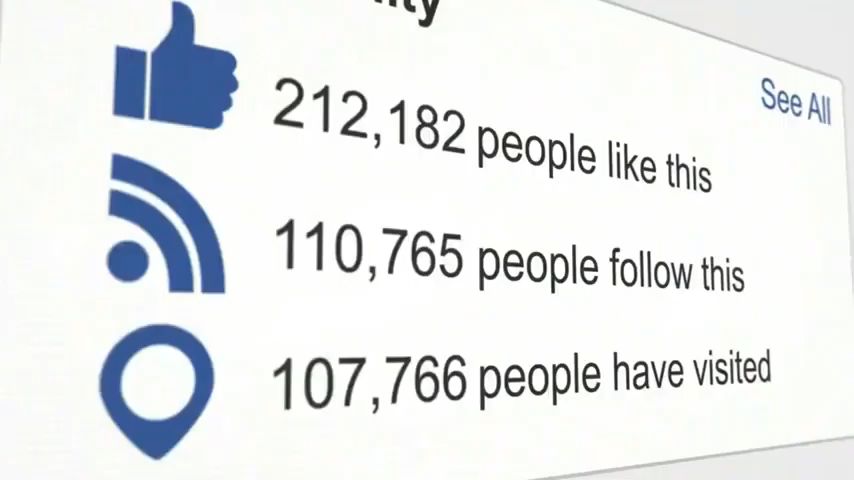 See All
212,182 people like this
110,765 people follow this
107,766 people have visited